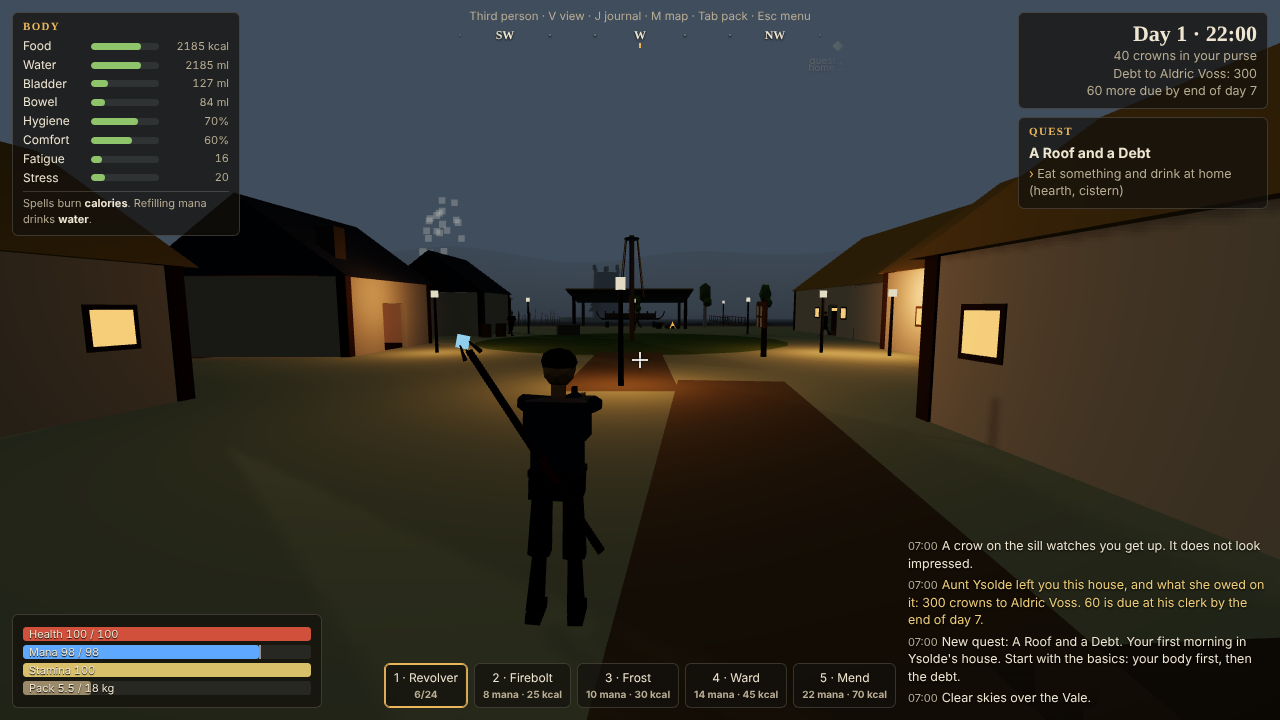 Third person · V view · J journal · M map · Tab pack · Esc menu
SW
W
NW
BODY
Food 2185 kcal
Water 2185 ml
Bladder 127 ml
Bowel 84 ml
Hygiene 70%
Comfort 60%
Fatigue 16
Stress 20
Spells burn calories. Refilling mana
drinks water.
Day 1 · 22:00
40 crowns in your purse
Debt to Aldric Voss: 300
60 more due by end of day 7
QUEST
A Roof and a Debt
› Eat something and drink at home
(hearth, cistern)
07:00 A crow on the sill watches you get up. It does not look
impressed.
07:00 Aunt Ysolde left you this house, and what she owed on
it: 300 crowns to Aldric Voss. 60 is due at his clerk by the
end of day 7.
07:00 New quest: A Roof and a Debt. Your first morning in
Ysolde's house. Start with the basics: your body first, then
the debt.
07:00 Clear skies over the Vale.
Health 100 / 100
Mana 98 / 98
Stamina 100
Pack 5.5 / 18 kg
1 · Revolver
6/24
2 · Firebolt
8 mana · 25 kcal
3 · Frost
10 mana · 30 kcal
4 · Ward
14 mana · 45 kcal
5 · Mend
22 mana · 70 kcal